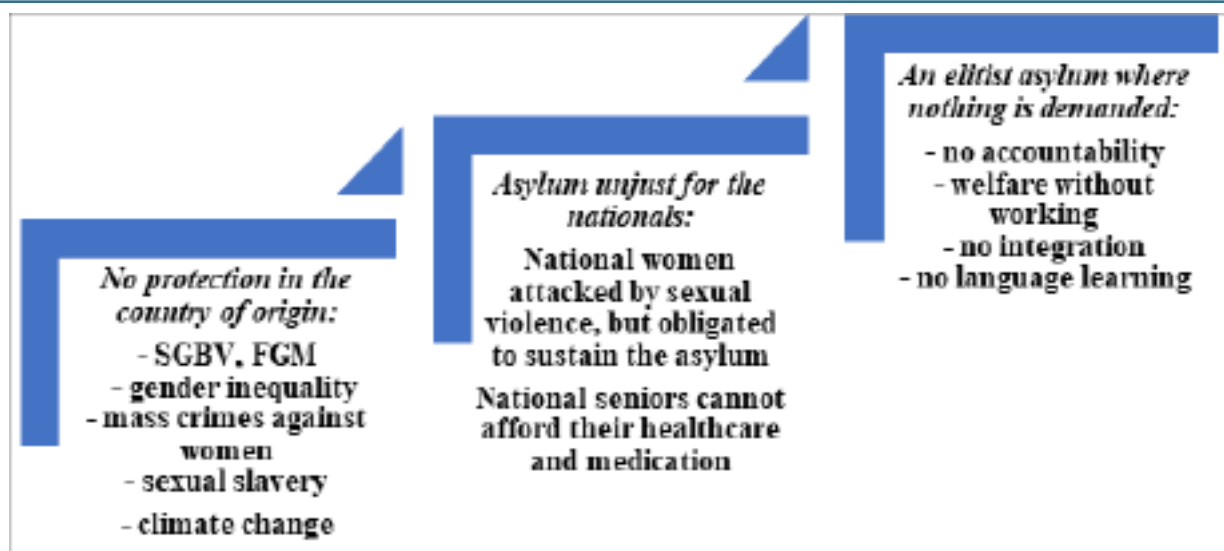 No protection in the
country of origin:
- SGBV, FGM
- gender inequality
- mass crimes against
women
- sexual slavery
- climate change
Asylum unjust for the
nationals:
National women
attacked by sexual
violence, but obligated
to sustain the asylum
National seniors cannot
afford their healthcare
and medication
An elitist asylum where
nothing is demanded:
- no accountability
- welfare without
working
- no integration
- no language learning